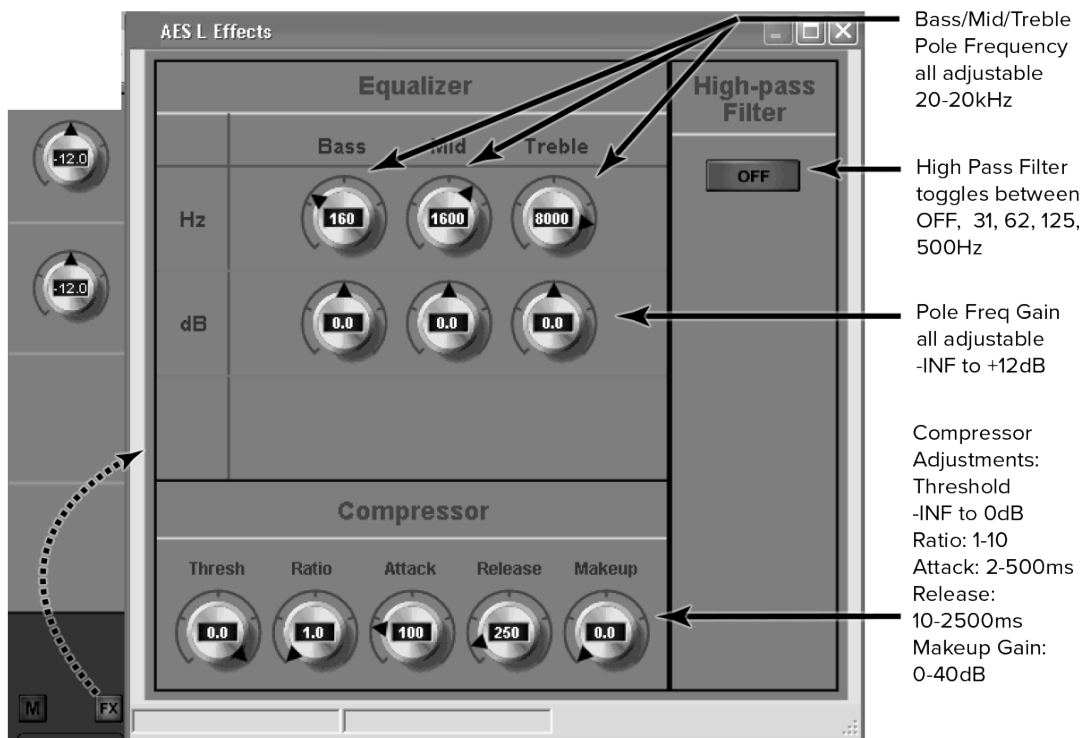 AES L Effects
-12.0
-12.0
M
FX
Equalizer
Bass Mid Treble
Hz
160 1600 8000
dB
0.0 0.0 0.0
High-pass
Filter
OFF
Compressor
Thresh Ratio Attack Release Makeup
0.0 1.0 100 250 0.0
Bass/Mid/Treble
Pole Frequency
all adjustable
20-20kHz
High Pass Filter
toggles between
OFF, 31, 62, 125,
500Hz
Pole Freq Gain
all adjustable
-INF to +12dB
Compressor
Adjustments:
Threshold
-INF to 0dB
Ratio: 1-10
Attack: 2-500ms
Release:
10-2500ms
Makeup Gain:
0-40dB